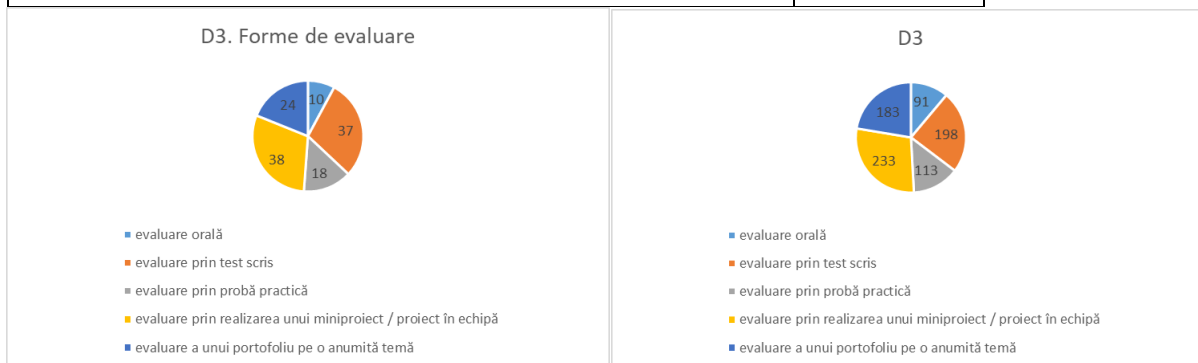 D3. Forme de evaluare
10
24
37
38
18
evaluare orală
evaluare prin test scris
evaluare prin probă practică
evaluare prin realizarea unui miniproiect / proiect în echipă
evaluare a unui portofoliu pe o anumită temă
D3
91
183
198
233
113
evaluare orală
evaluare prin test scris
evaluare prin probă practică
evaluare prin realizarea unui miniproiect / proiect în echipă
evaluare a unui portofoliu pe o anumită temă